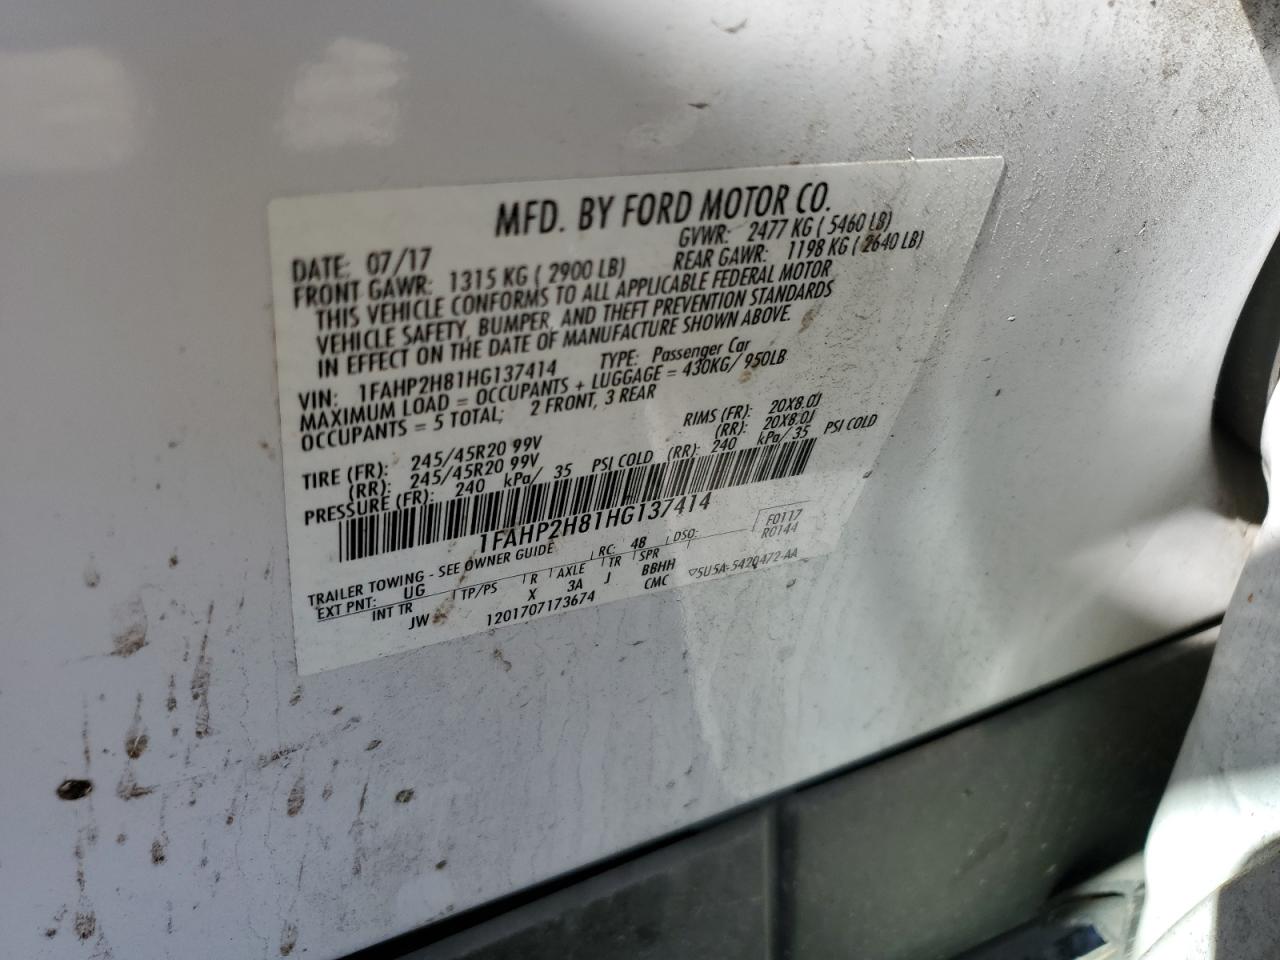 MFD. BY FORD MOTOR CO.
DATE: 07/17 GVWR: 2477 KG ( 5460 LB)
FRONT GAWR: 1315 KG ( 2900 LB) REAR GAWR: 1198 KG ( 2640 LB)
THIS VEHICLE CONFORMS TO ALL APPLICABLE FEDERAL MOTOR
VEHICLE SAFETY, BUMPER, AND THEFT PREVENTION STANDARDS
IN EFFECT ON THE DATE OF MANUFACTURE SHOWN ABOVE.
VIN: 1FAHP2H81HG137414 TYPE: Passenger Car
MAXIMUM LOAD = OCCUPANTS + LUGGAGE = 430KG/ 950LB
OCCUPANTS = 5 TOTAL; 2 FRONT, 3 REAR
TIRE (FR): 245/45R20 99V RIMS (FR): 20X8.0J
(RR): 245/45R20 99V (RR): 20X8.0J
PRESSURE (FR): 240 kPa/ 35 PSI COLD (RR): 240 kPa/ 35 PSI COLD
1FAHP2H81HG137414
TRAILER TOWING - SEE OWNER GUIDE RC: 48 DSO: F0117
EXT PNT: UG R0144
INT TR TP/PS R AXLE TR SPR
JW X 3A J BBHH
1201707173674 CMC ▽5U5A-5420472-AA